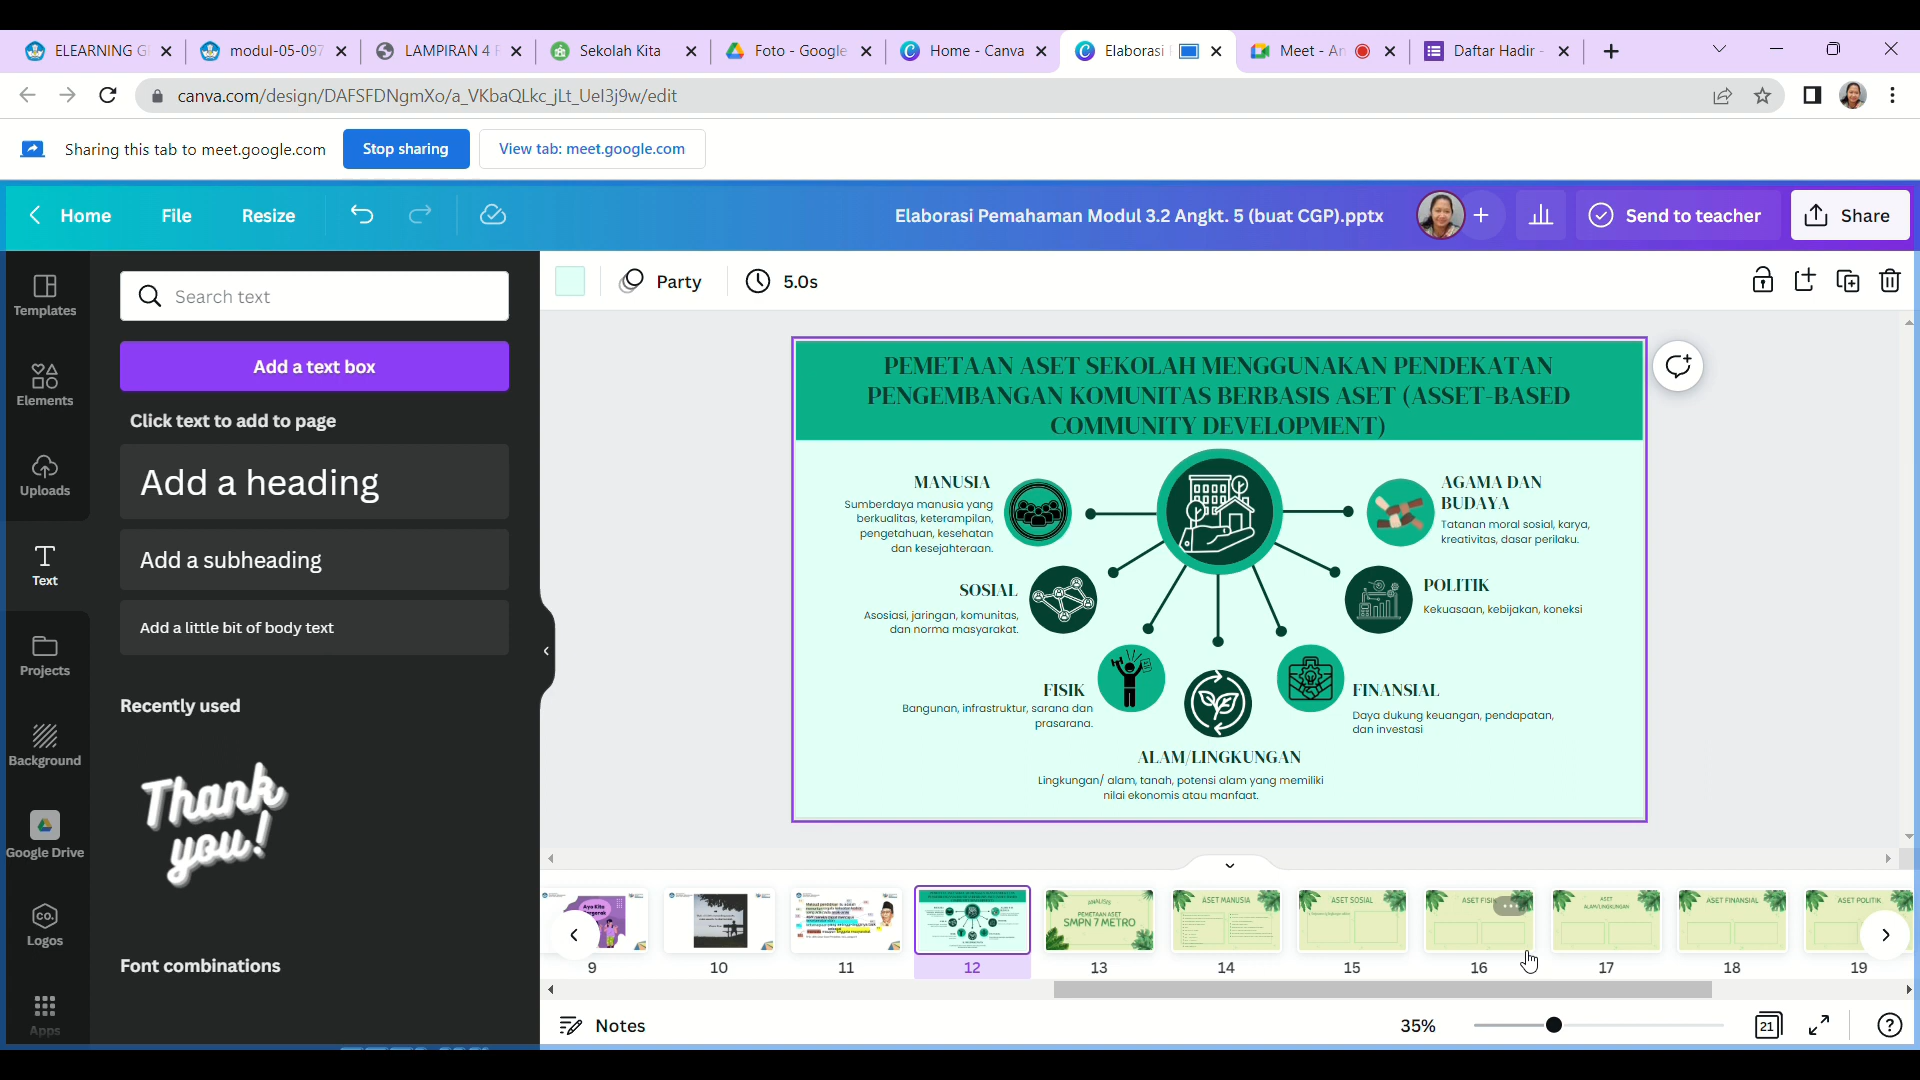 ELEARNING G
modul-05-097
LAMPIRAN 4
Sekolah Kita
Foto - Google
Home - Canva
Elaborasi
Meet - An
Daftar Hadir -
canva.com/design/DAFSFDNgmXo/a_VKbaQLkc_jLt_Uel3j9w/edit
Sharing this tab to meet.google.com
Stop sharing
View tab: meet.google.com
Home
File
Resize
Elaborasi Pemahaman Modul 3.2 Angkt. 5 (buat CGP).pptx
Send to teacher
Share
Templates
Elements
Uploads
Text
Projects
Background
Google Drive
CO.
Logos
Apps
Search text
Add a text box
Click text to add to page
Add a heading
Add a subheading
Add a little bit of body text
Recently used
Thank
you!
Font combinations
Party
5.0s
PEMETAAN ASET SEKOLAH MENGGUNAKAN PENDEKATAN
PENGEMBANGAN KOMUNITAS BERBASIS ASET (ASSET-BASED
COMMUNITY DEVELOPMENT)
MANUSIA
Sumberdaya manusia yang
berkualitas, keterampilan,
pengetahuan, kesehatan
dan kesejahteraan.
SOSIAL
Asosiasi, jaringan, komunitas,
dan norma masyarakat.
FISIK
Bangunan, infrastruktur, sarana dan
prasarana.
ALAM/LINGKUNGAN
Lingkungan/ alam, tanah, potensi alam yang memiliki
nilai ekonomis atau manfaat.
FINANSIAL
Daya dukung keuangan, pendapatan,
dan investasi
POLITIK
Kekuasaan, kebijakan, koneksi
AGAMA DAN
BUDAYA
Tatanan moral sosial, karya,
kreativitas, dasar perilaku.
ANALISIS
PEMETAAN ASET
SMPN 7 METRO
ASET MANUSIA
ASET SOSIAL
ASET
ASET
ALAM/LINGKUNGAN
ASET FINANSIAL
ASET POLITIK
9
10
11
12
13
14
15
16
17
18
19
Notes
35%
21